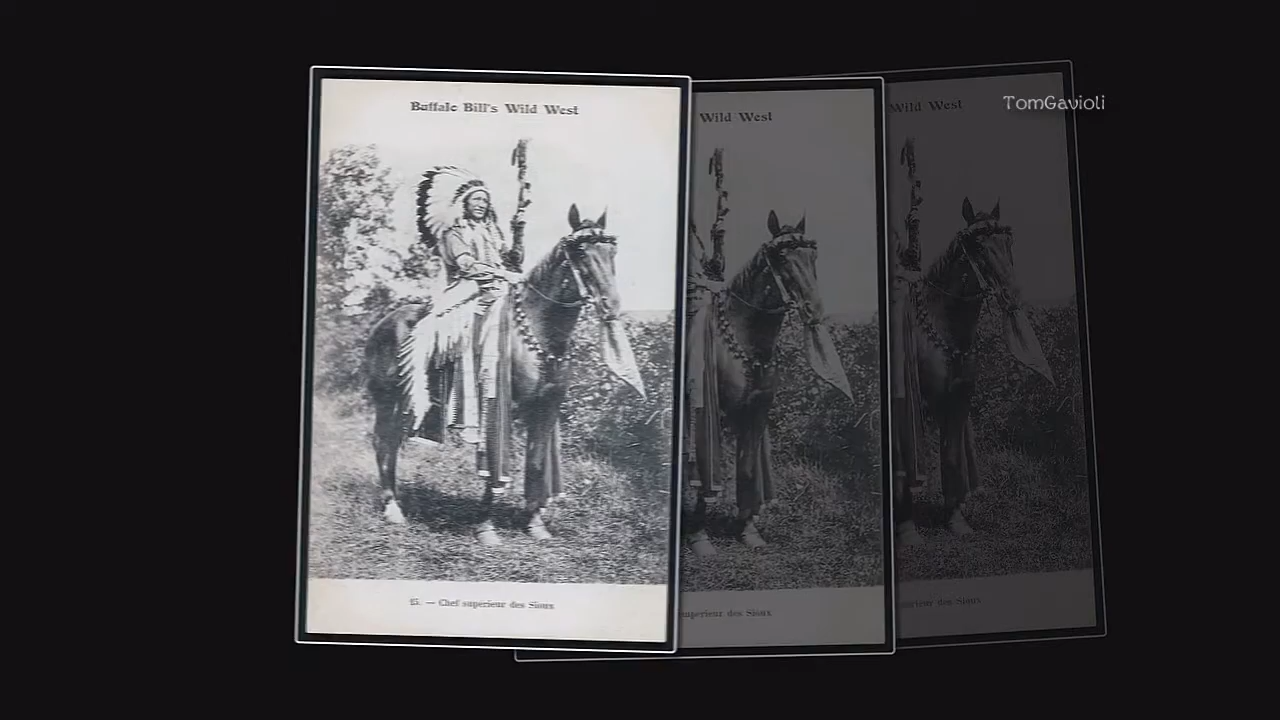 Buffalo Bill's Wild West
Wild West
Wild West
TomGavioli
15. — Chef supérieur des Sioux
supérieur des Sioux
supérieur des Sioux